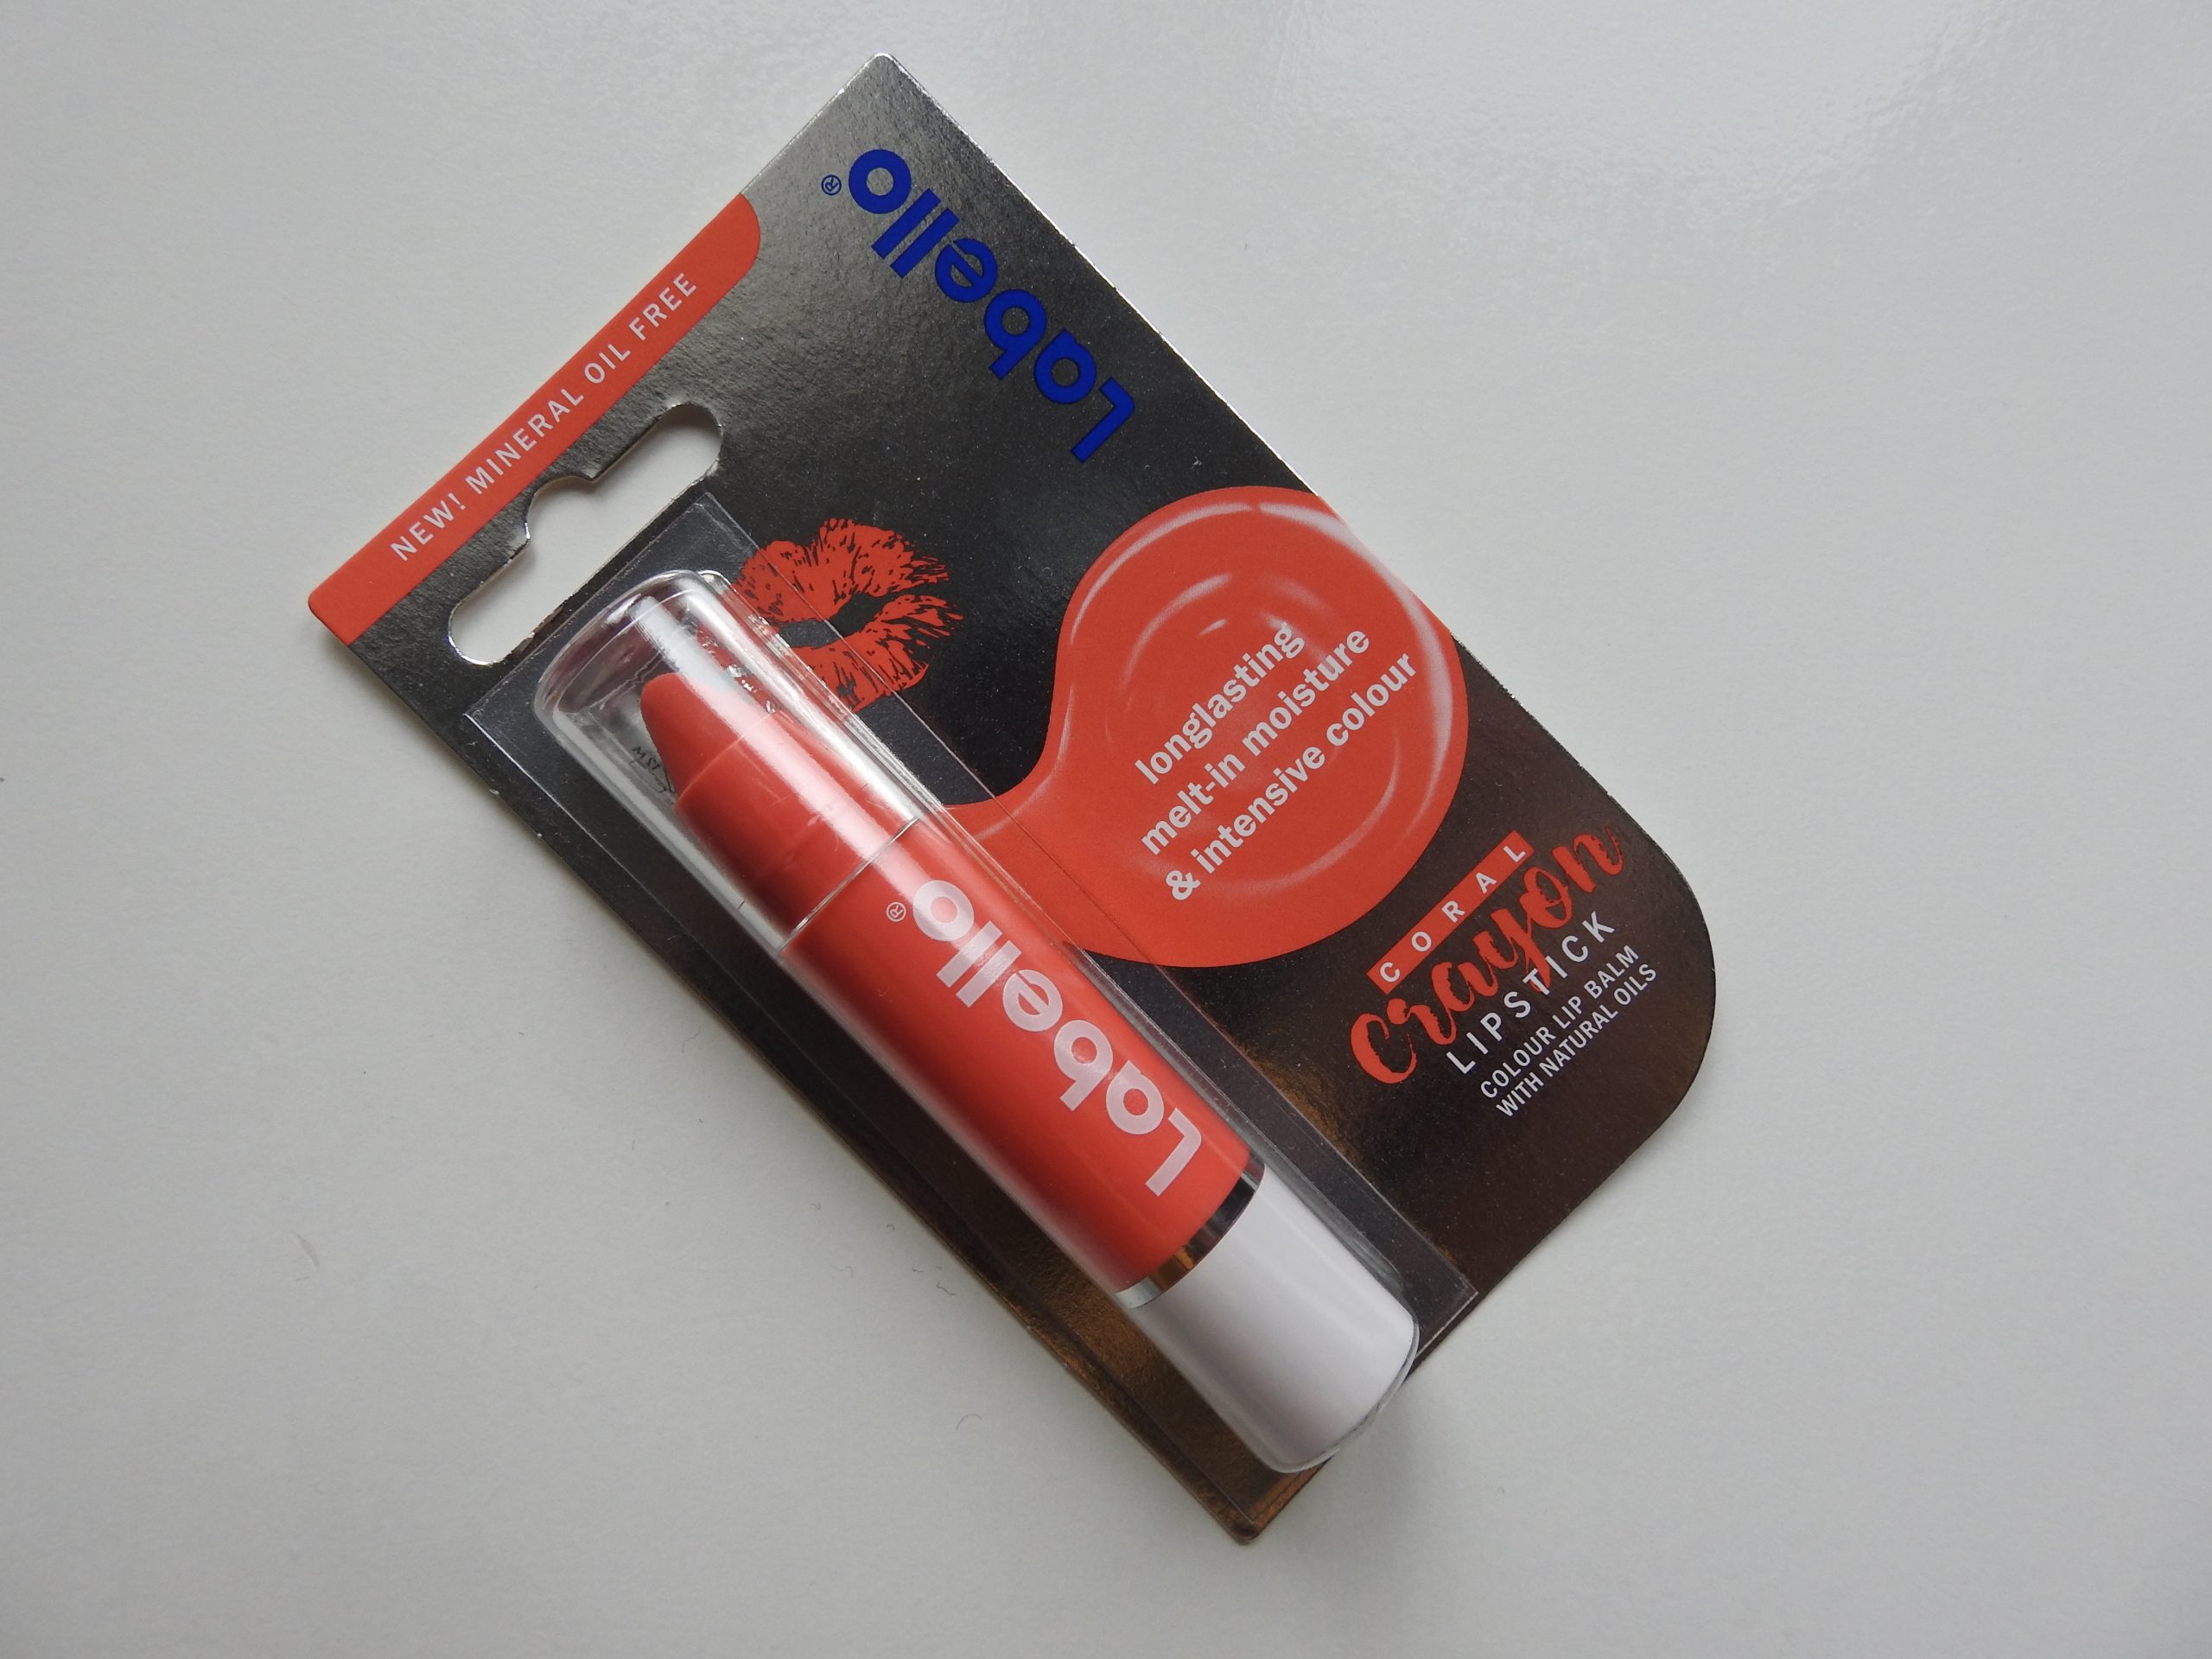 NEW! MINERAL OIL FREE
Labello®
longlasting
melt-in moisture
& intensive colour
CORAL
crayon
LIPSTICK
COLOUR LIP BALM
WITH NATURAL OILS
Labello®